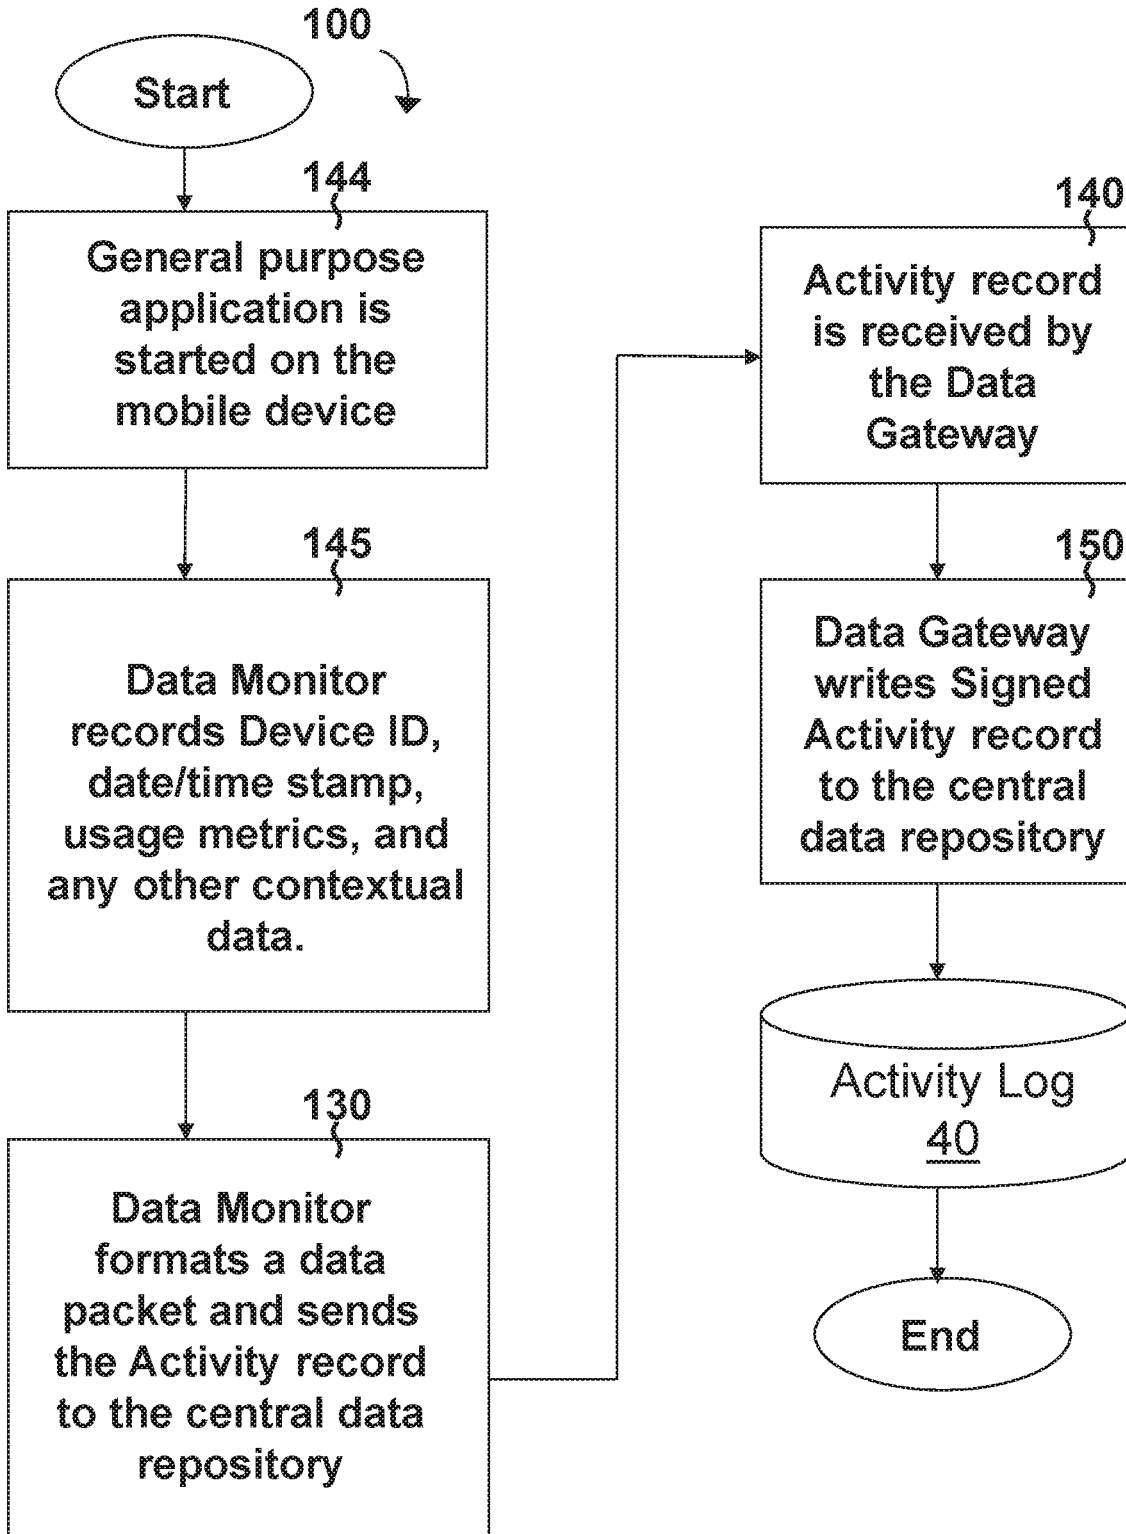 100
Start
144
General purpose
application is
started on the
mobile device
145
Data Monitor
records Device ID,
date/time stamp,
usage metrics, and
any other contextual
data.
130
Data Monitor
formats a data
packet and sends
the Activity record
to the central data
repository
140
Activity record
is received by
the Data
Gateway
150
Data Gateway
writes Signed
Activity record
to the central
data repository
Activity Log
40
End